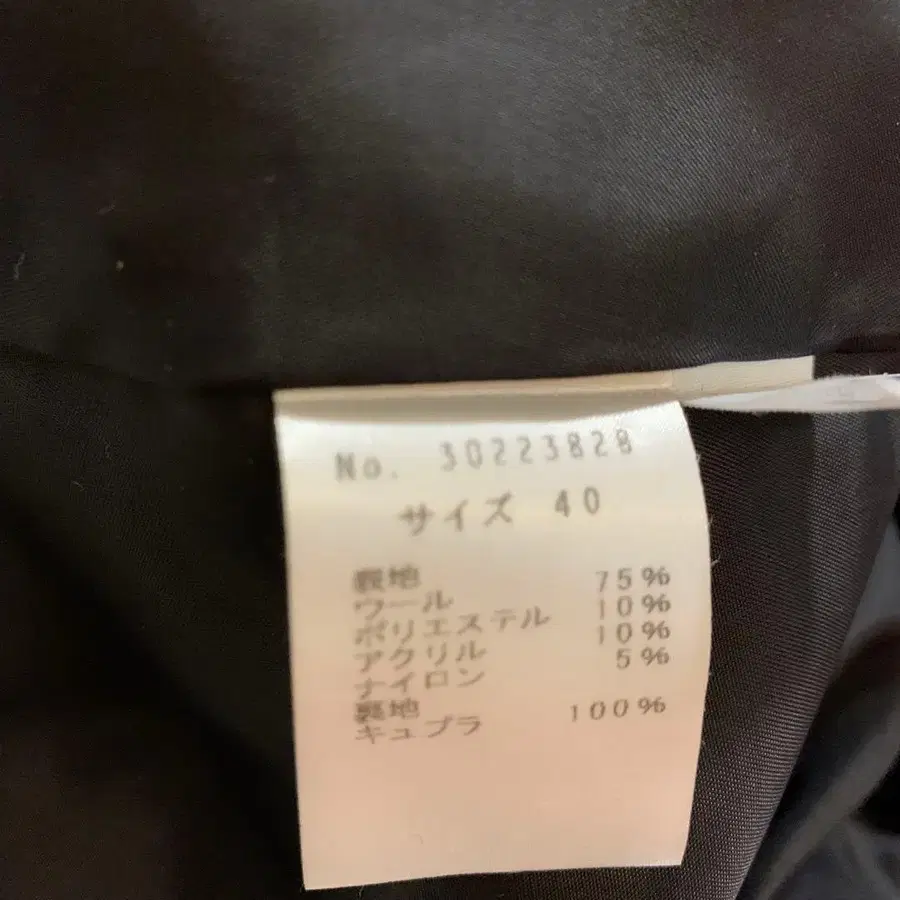 No. 30223828
サイズ 40
表地
ウール 75%
ポリエステル 10%
アクリル 10%
ナイロン 5%
裏地
キュプラ 100%